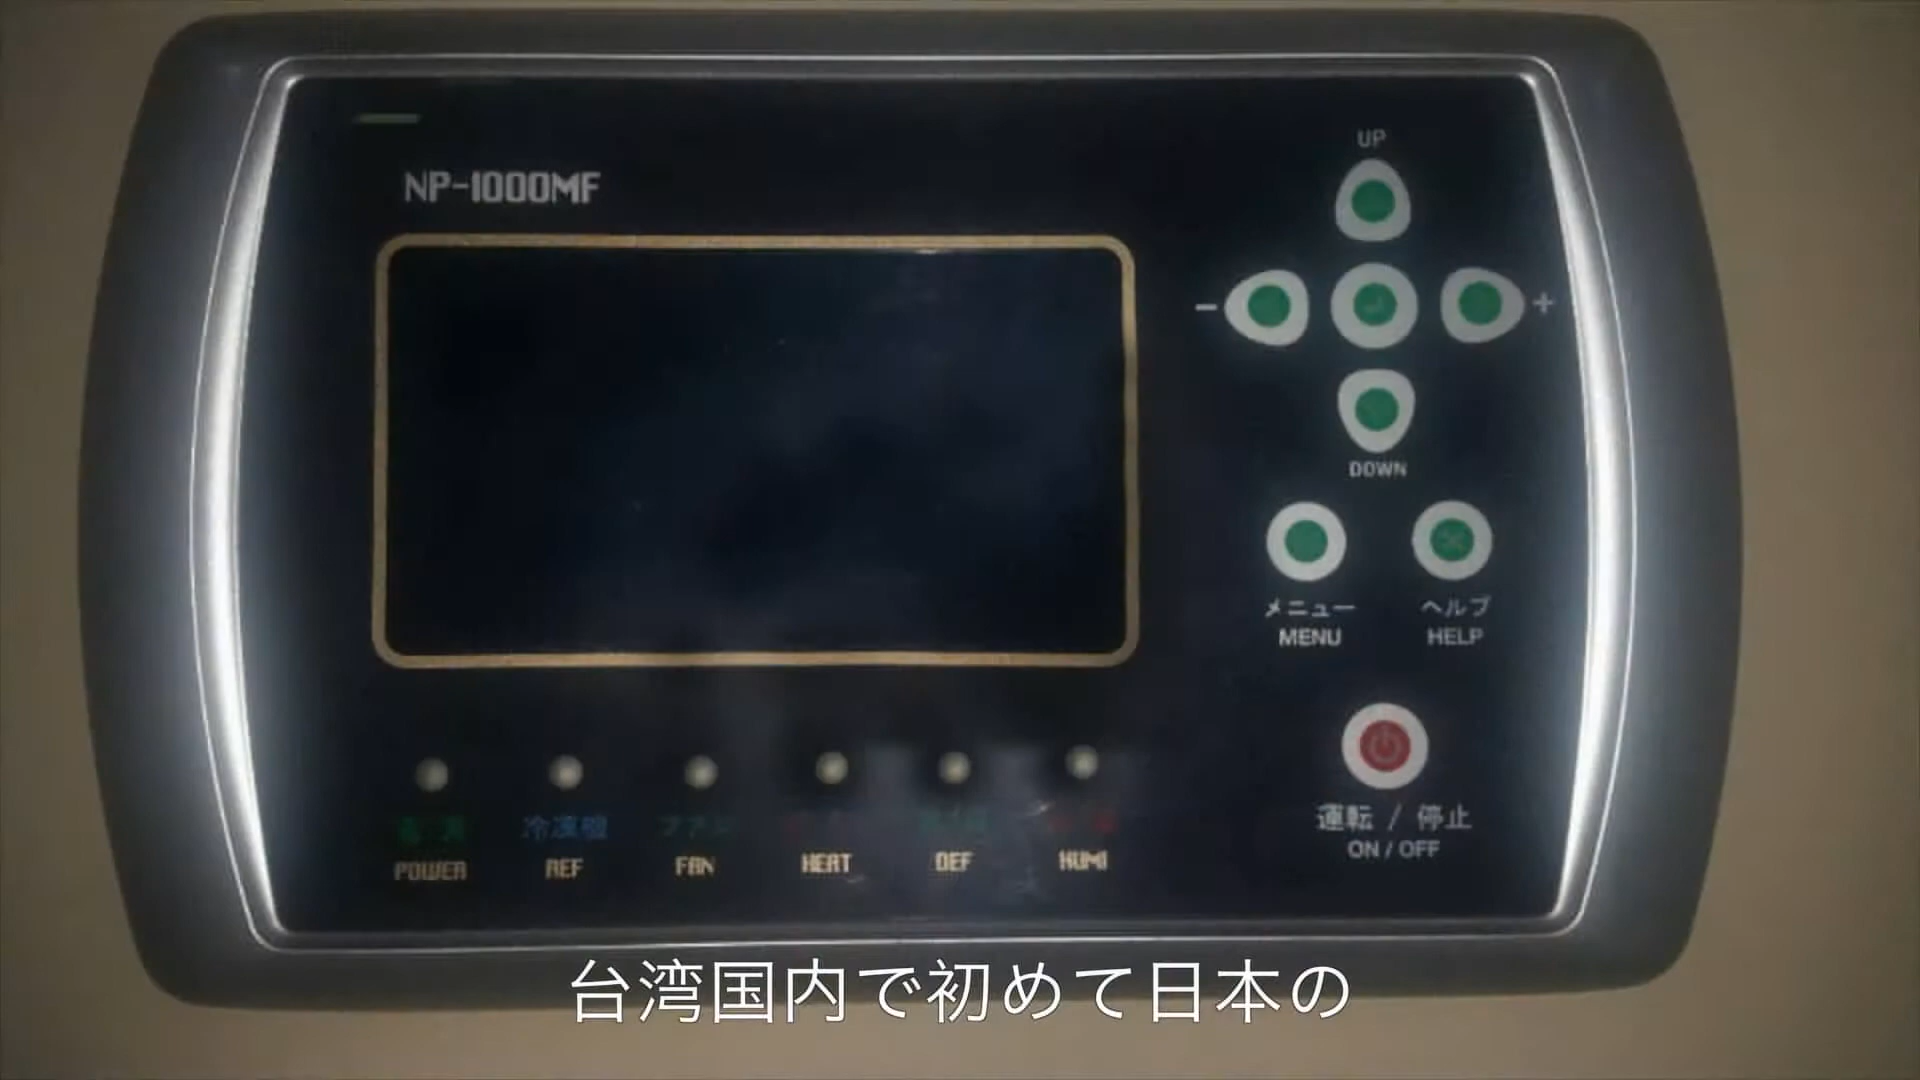 NP-1000MF
UP
- +
DOWN
メニュー ヘルプ
MENU HELP
冷凍機
POWER REF FAN HEAT DEF HUMI
運転 / 停止
ON / OFF
台湾国内で初めて日本の